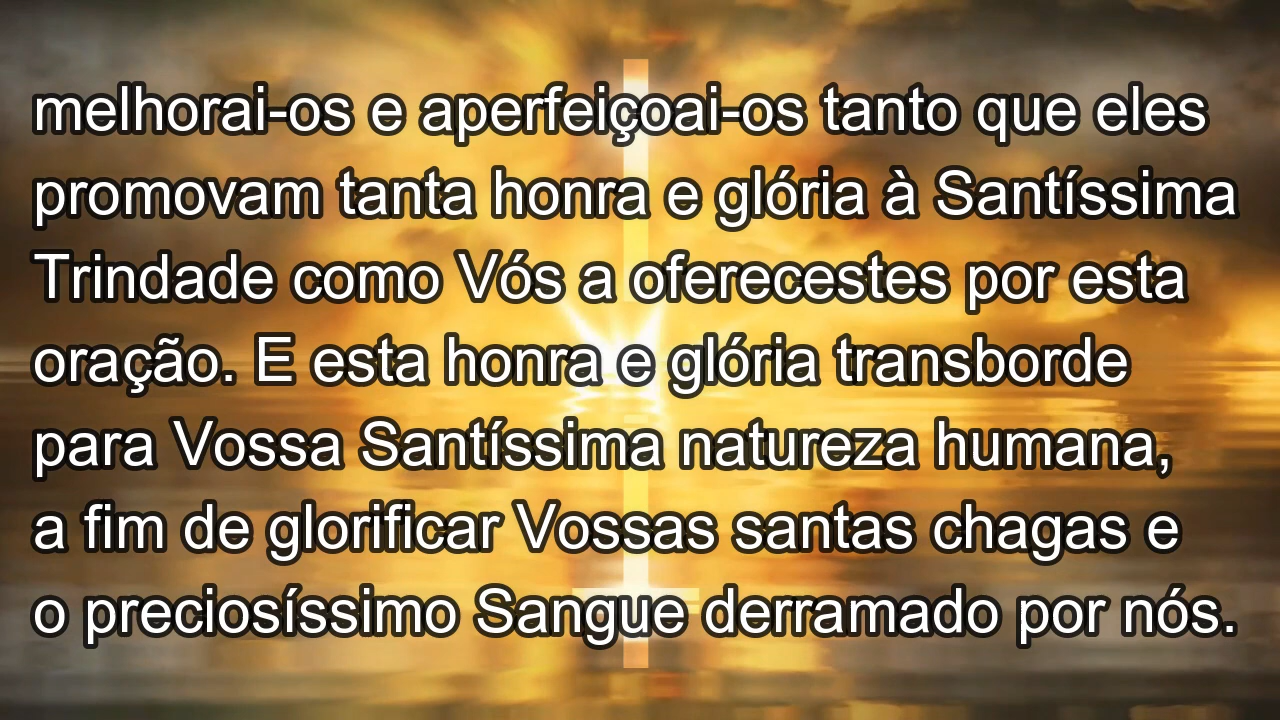 melhorai-os e aperfeiçoai-os tanto que eles
promovam tanta honra e glória à Santíssima
Trindade como Vós a oferecestes por esta
oração. E esta honra e glória transborde
para Vossa Santíssima natureza humana,
a fim de glorificar Vossas santas chagas e
o preciosíssimo Sangue derramado por nós.